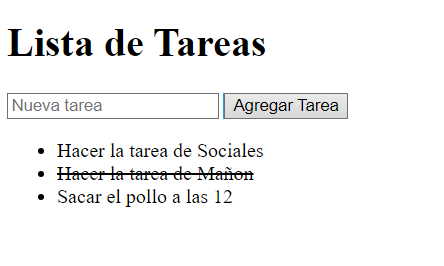 Lista de Tareas
Nueva tarea
Agregar Tarea
Hacer la tarea de Sociales
Hacer la tarea de Mañon
Sacar el pollo a las 12